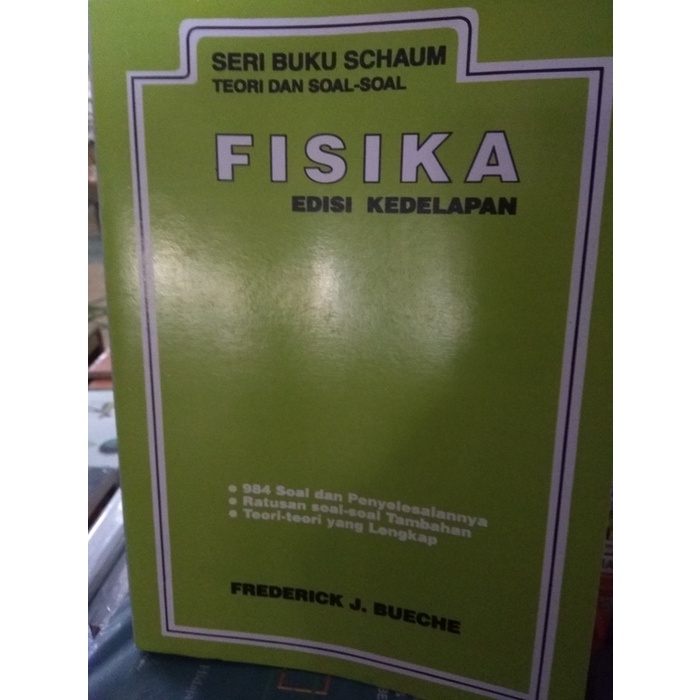 SERI BUKU SCHAUM
TEORI DAN SOAL-SOAL
FISIKA
EDISI KEDELAPAN
• 984 Soal dan Penyelesaiannya
• Ratusan soal-soal Tambahan
• Teori-teori yang Lengkap
FREDERICK J. BUECHE